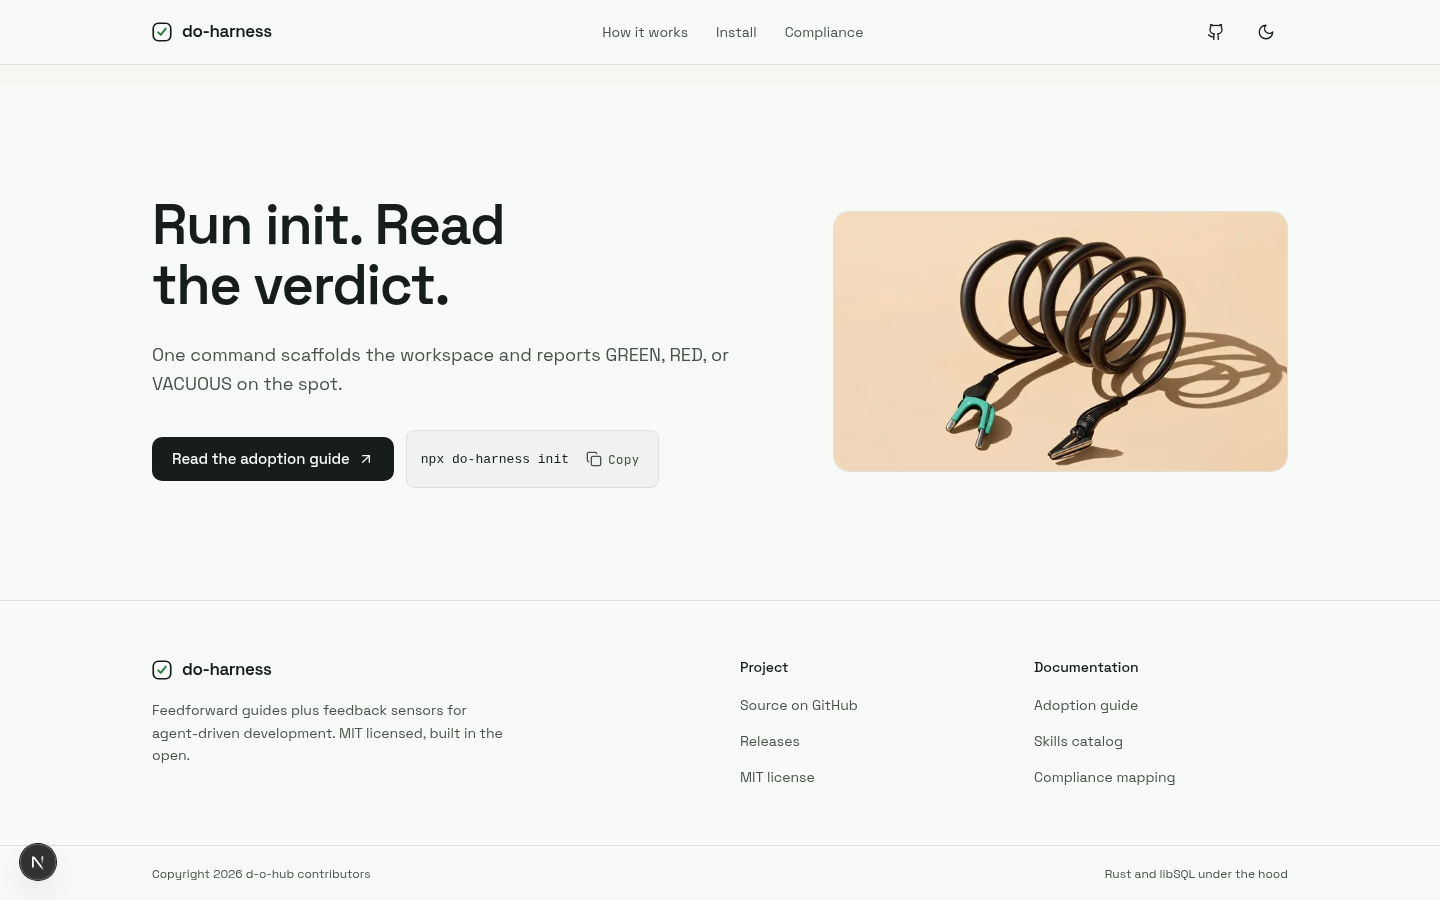 do-harness
How it works
Install
Compliance
Run init. Read
the verdict.
One command scaffolds the workspace and reports GREEN, RED, or
VACUOUS on the spot.
Read the adoption guide
npx do-harness init
Copy
do-harness
Feedforward guides plus feedback sensors for
agent-driven development. MIT licensed, built in the
open.
Project
Source on GitHub
Releases
MIT license
Documentation
Adoption guide
Skills catalog
Compliance mapping
N
Copyright 2026 d-o-hub contributors
Rust and libSQL under the hood